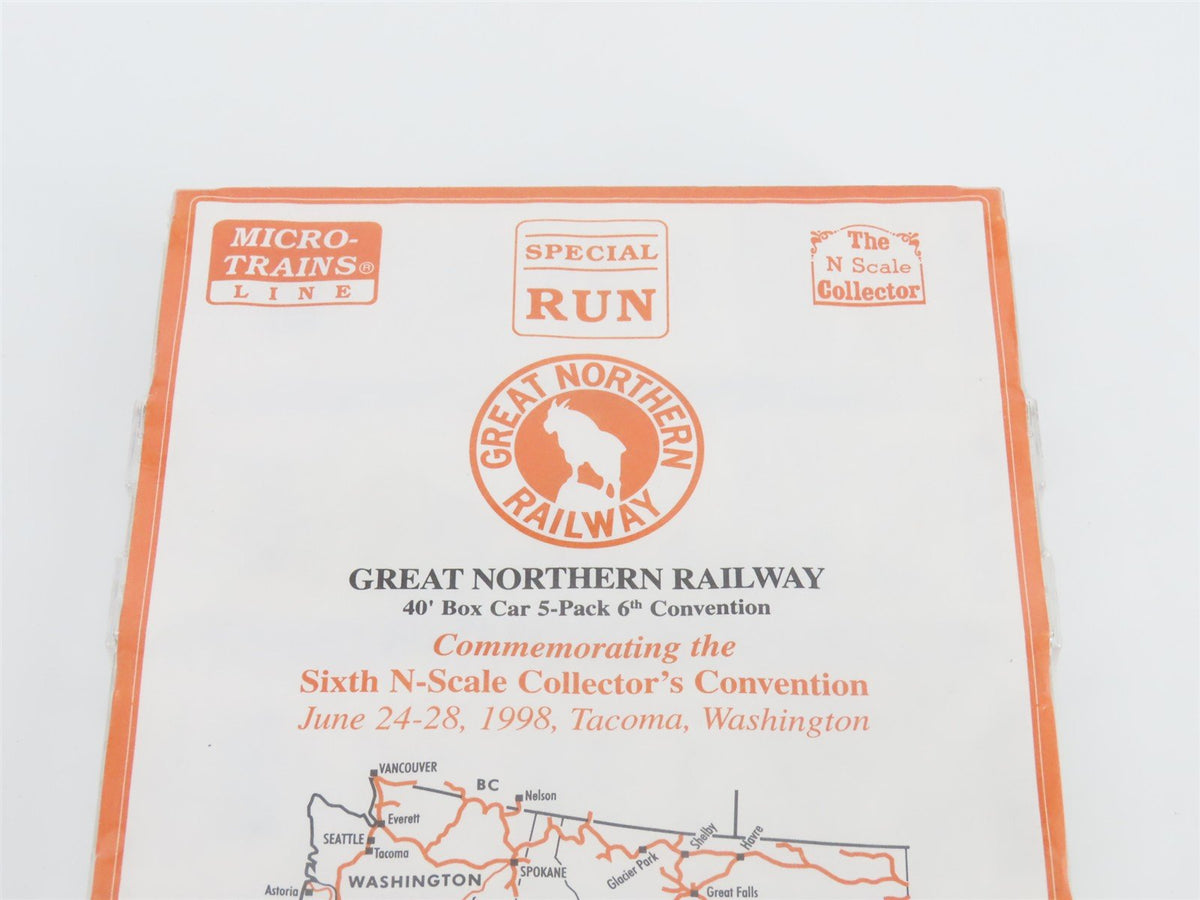 MICRO-
TRAINS®
LINE
SPECIAL
RUN
The
N Scale
Collector
GREAT NORTHERN
RAILWAY
GREAT NORTHERN RAILWAY
40' Box Car 5-Pack 6th Convention
Commemorating the
Sixth N-Scale Collector's Convention
June 24-28, 1998, Tacoma, Washington
VANCOUVER
BC
Nelson
Everett
SEATTLE
Tacoma
Shelby
Havre
Glacier Park
SPOKANE
WASHINGTON
Astoria
Great Falls